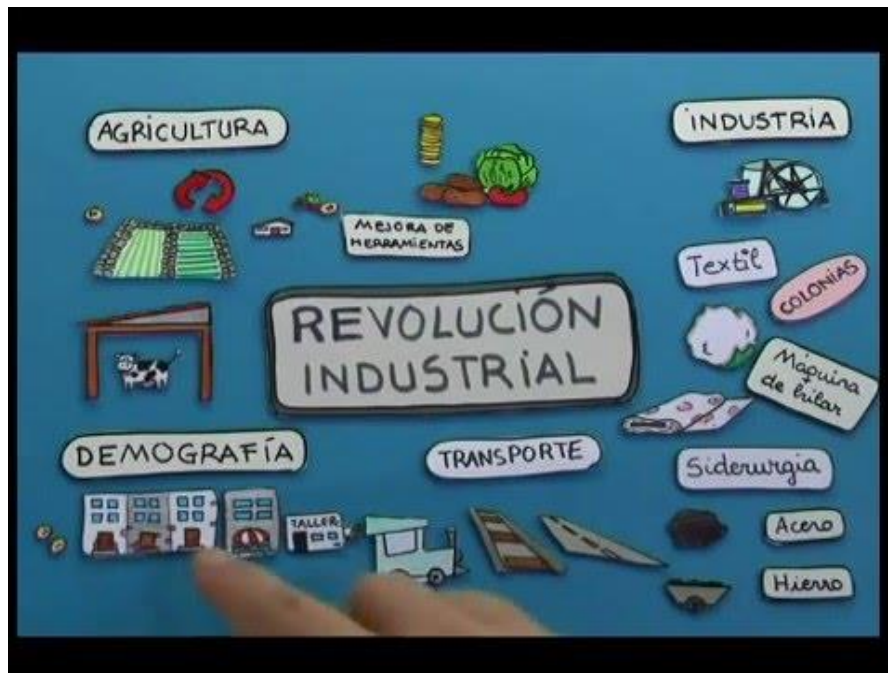 AGRICULTURA
INDUSTRIA
MEJORA DE
HERRAMIENTAS
Textil
COLONIAS
REVOLUCIÓN
INDUSTRIAL
Máquina
de hilar
DEMOGRAFÍA
TRANSPORTE
Siderurgia
TALLER
Acero
Hierro